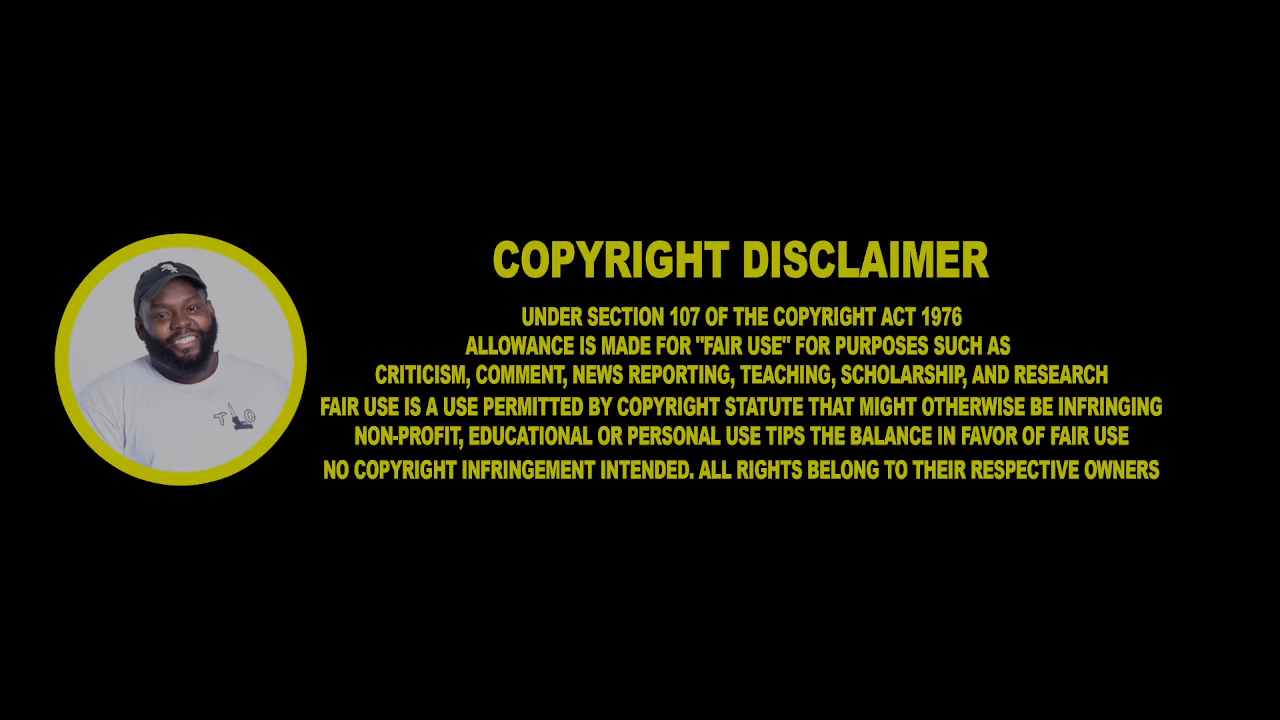 COPYRIGHT DISCLAIMER
UNDER SECTION 107 OF THE COPYRIGHT ACT 1976
ALLOWANCE IS MADE FOR "FAIR USE" FOR PURPOSES SUCH AS
CRITICISM, COMMENT, NEWS REPORTING, TEACHING, SCHOLARSHIP, AND RESEARCH
FAIR USE IS A USE PERMITTED BY COPYRIGHT STATUTE THAT MIGHT OTHERWISE BE INFRINGING
NON-PROFIT, EDUCATIONAL OR PERSONAL USE TIPS THE BALANCE IN FAVOR OF FAIR USE
NO COPYRIGHT INFRINGEMENT INTENDED. ALL RIGHTS BELONG TO THEIR RESPECTIVE OWNERS